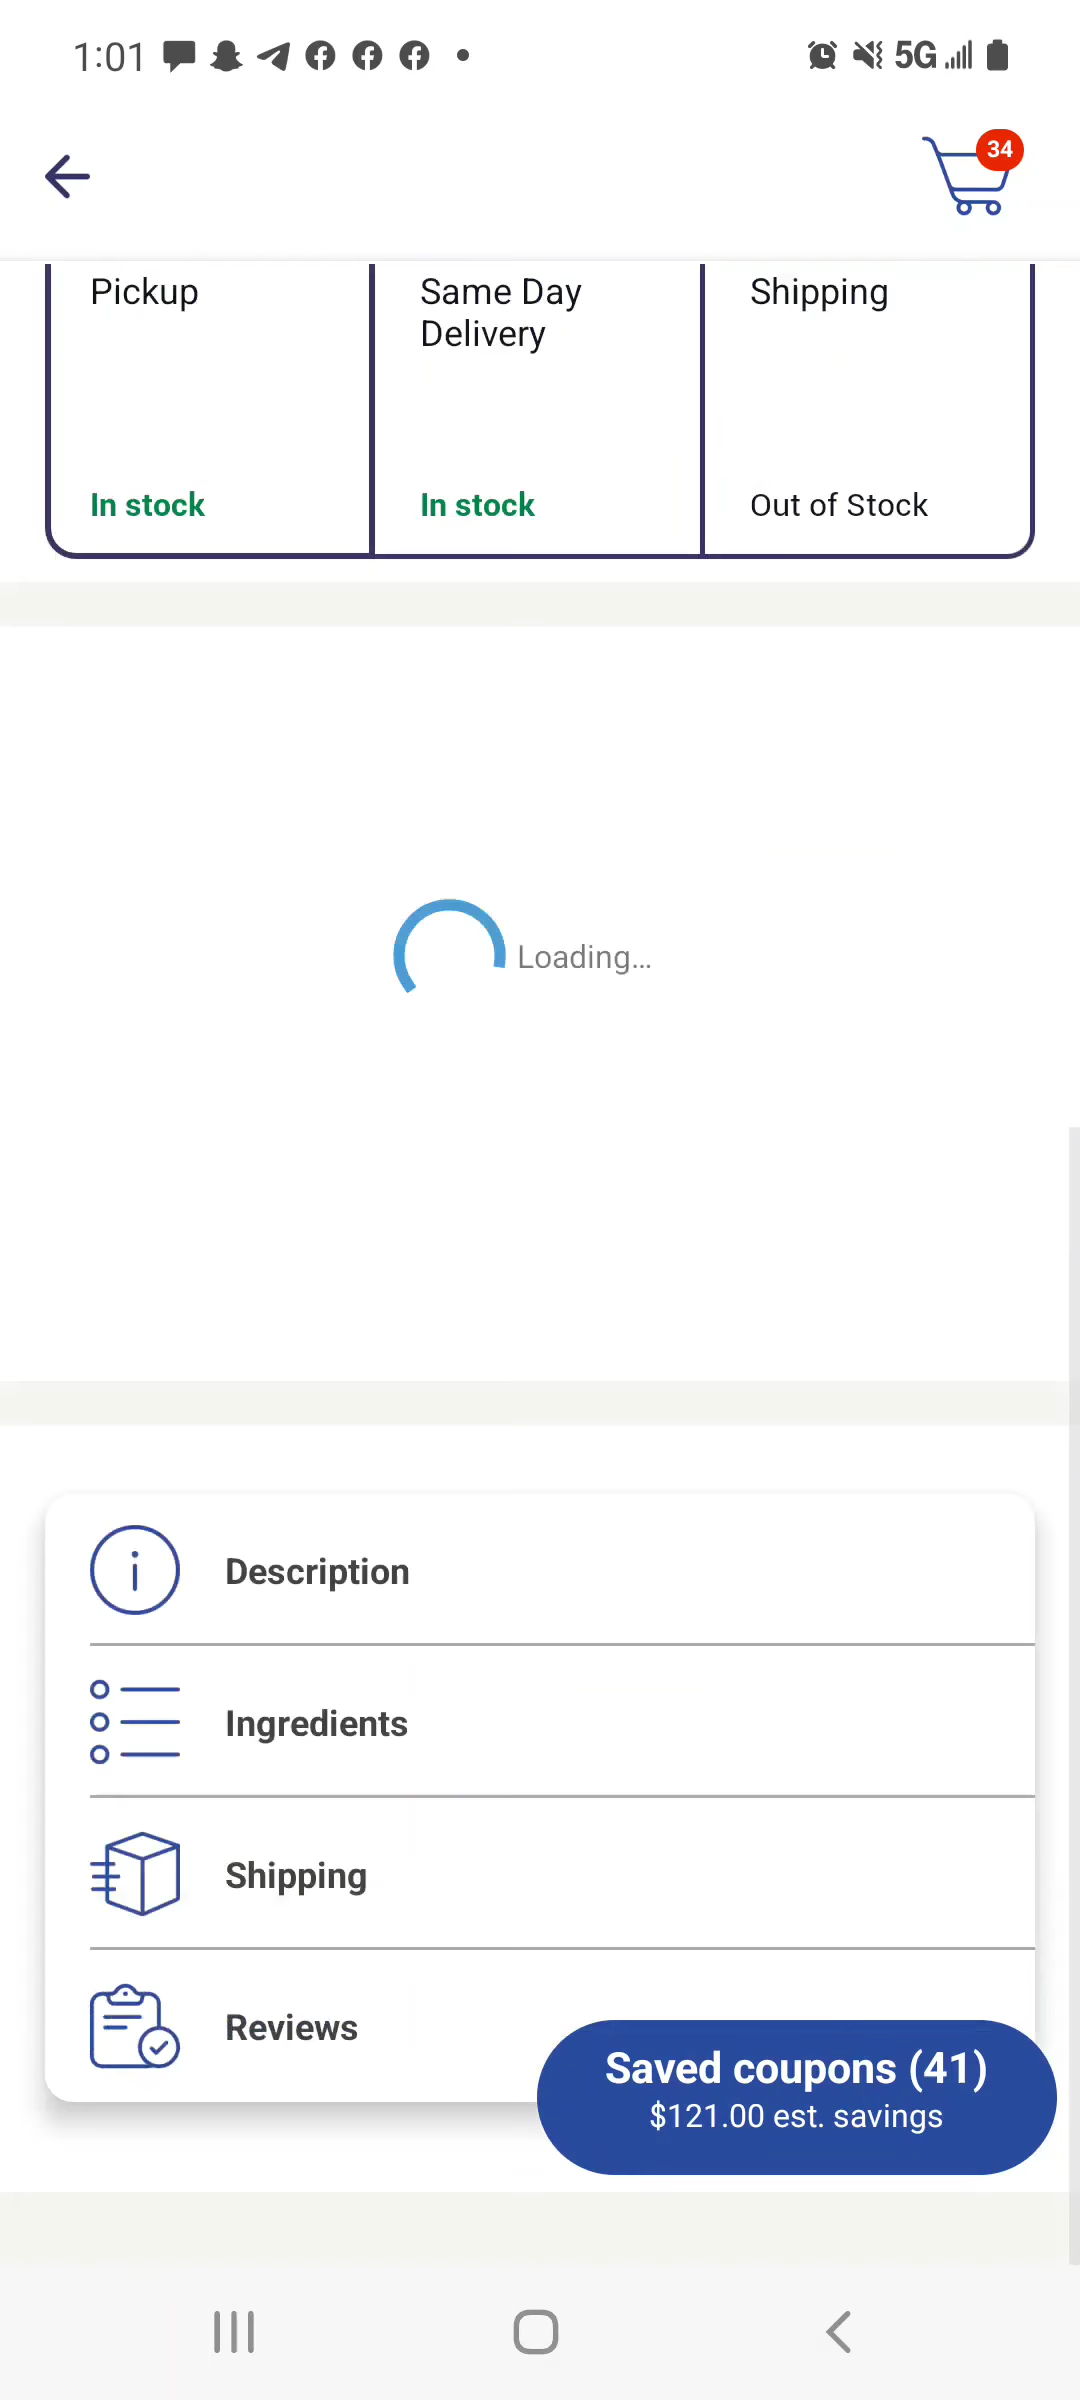 1:01
5G
34
Pickup
Same Day
Delivery
Shipping
In stock
In stock
Out of Stock
Loading...
Description
Ingredients
Shipping
Reviews
Saved coupons (41)
$121.00 est. savings